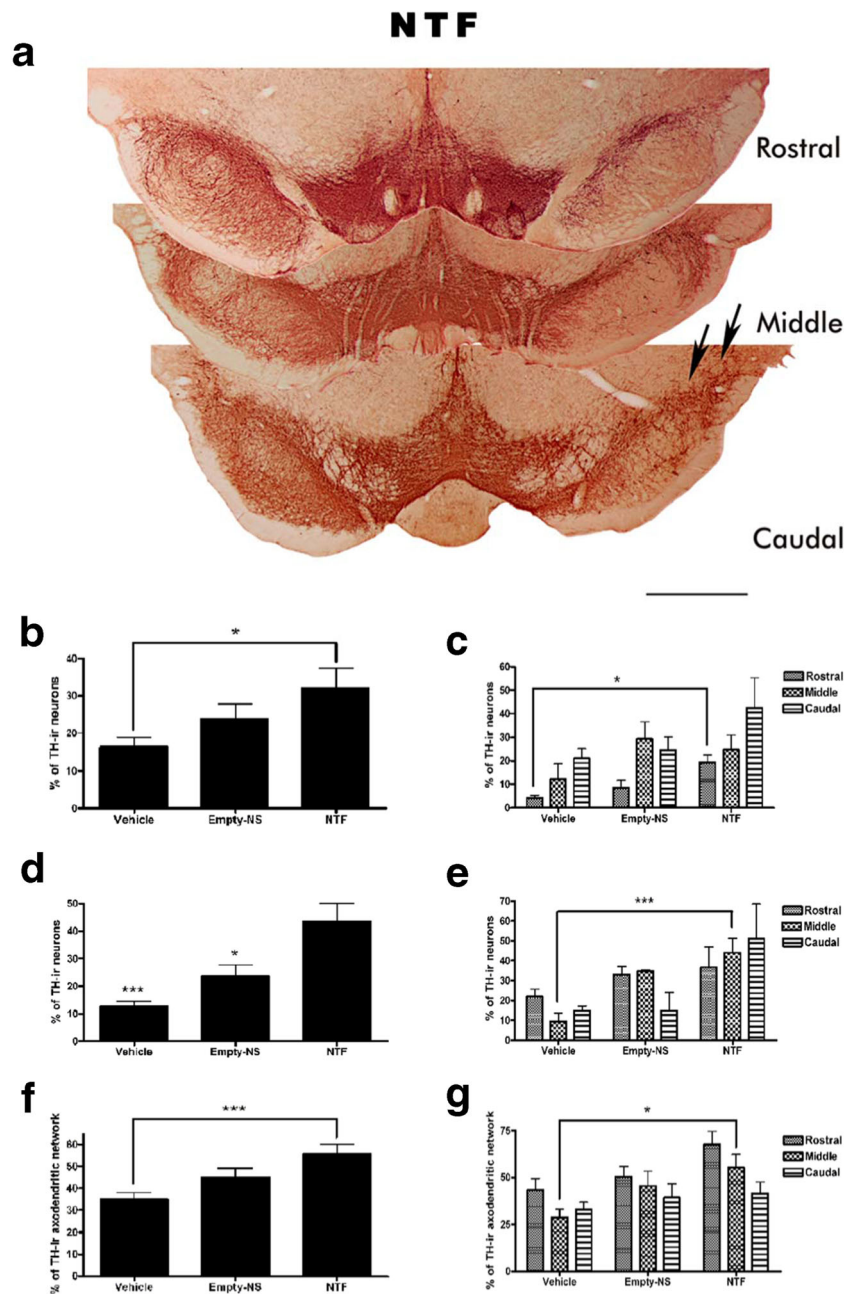 NTF
a
Rostral
Middle
Caudal
b
*
% of TH-ir neurons
40
30
20
10
0
Vehicle Empty-NS NTF
c
*
% of TH-ir neurons
60
50
40
30
20
10
0
Vehicle Empty-NS NTF
Rostral
Middle
Caudal
d
***
*
% of TH-ir neurons
50
40
30
20
10
0
Vehicle Empty-NS NTF
e
***
% of TH-ir neurons
70
60
50
40
30
20
10
0
Vehicle Empty-NS NTF
Rostral
Middle
Caudal
f
***
% of TH-ir axodendritic network
60
50
40
30
20
10
0
Vehicle Empty-NS NTF
g
*
% of TH-ir axodendritic network
75
50
25
0
Vehicle Empty-NS NTF
Rostral
Middle
Caudal